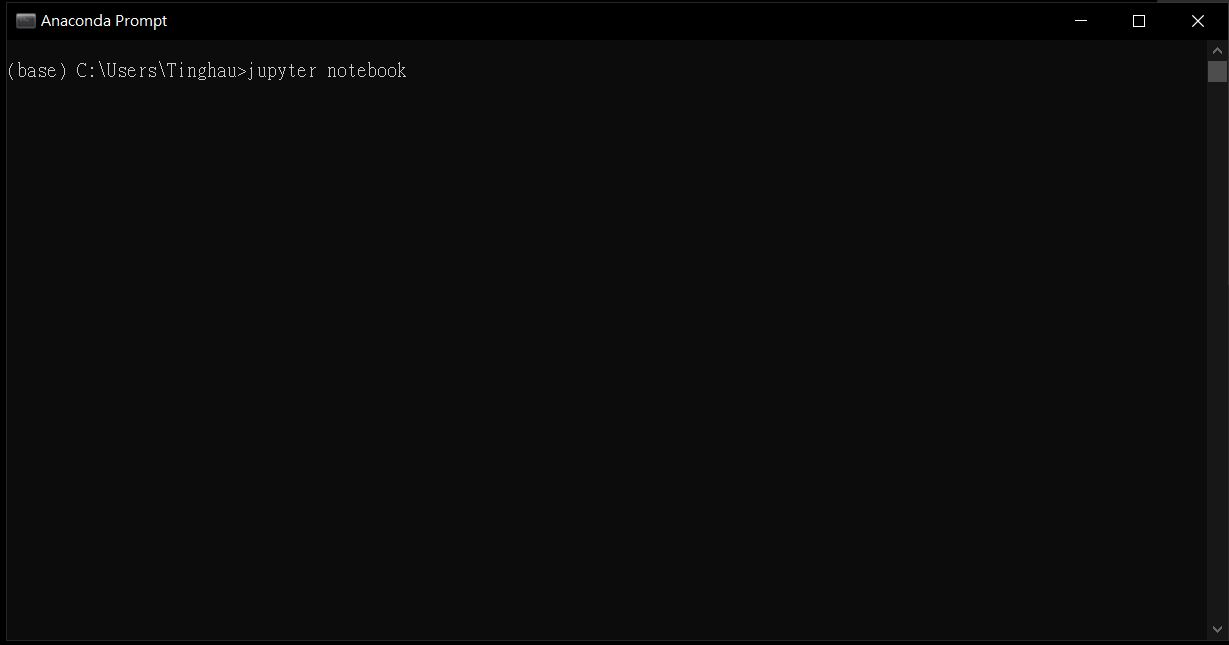 Anaconda Prompt
(base) C:\Users\Tinghau>jupyter notebook